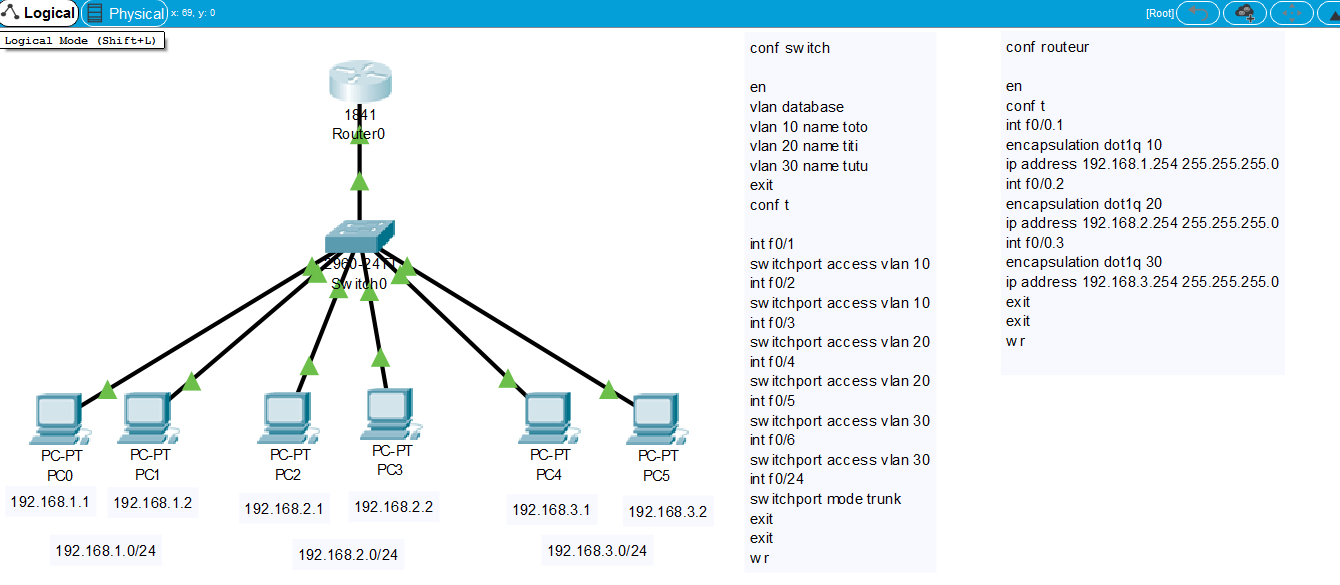 Logical
Physical
x: 69, y: 0
[Root]
Logical Mode (Shift+L)
1841
Router0
2960-24TT
Switch0
PC-PT
PC0
PC-PT
PC1
PC-PT
PC2
PC-PT
PC3
PC-PT
PC4
PC-PT
PC5
192.168.1.1
192.168.1.2
192.168.2.1
192.168.2.2
192.168.3.1
192.168.3.2
192.168.1.0/24
192.168.2.0/24
192.168.3.0/24
conf switch
en
vlan database
vlan 10 name toto
vlan 20 name titi
vlan 30 name tutu
exit
conf t
int f0/1
switchport access vlan 10
int f0/2
switchport access vlan 10
int f0/3
switchport access vlan 20
int f0/4
switchport access vlan 20
int f0/5
switchport access vlan 30
int f0/6
switchport access vlan 30
int f0/24
switchport mode trunk
exit
exit
wr
conf routeur
en
conf t
int f0/0.1
encapsulation dot1q 10
ip address 192.168.1.254 255.255.255.0
int f0/0.2
encapsulation dot1q 20
ip address 192.168.2.254 255.255.255.0
int f0/0.3
encapsulation dot1q 30
ip address 192.168.3.254 255.255.255.0
exit
exit
wr